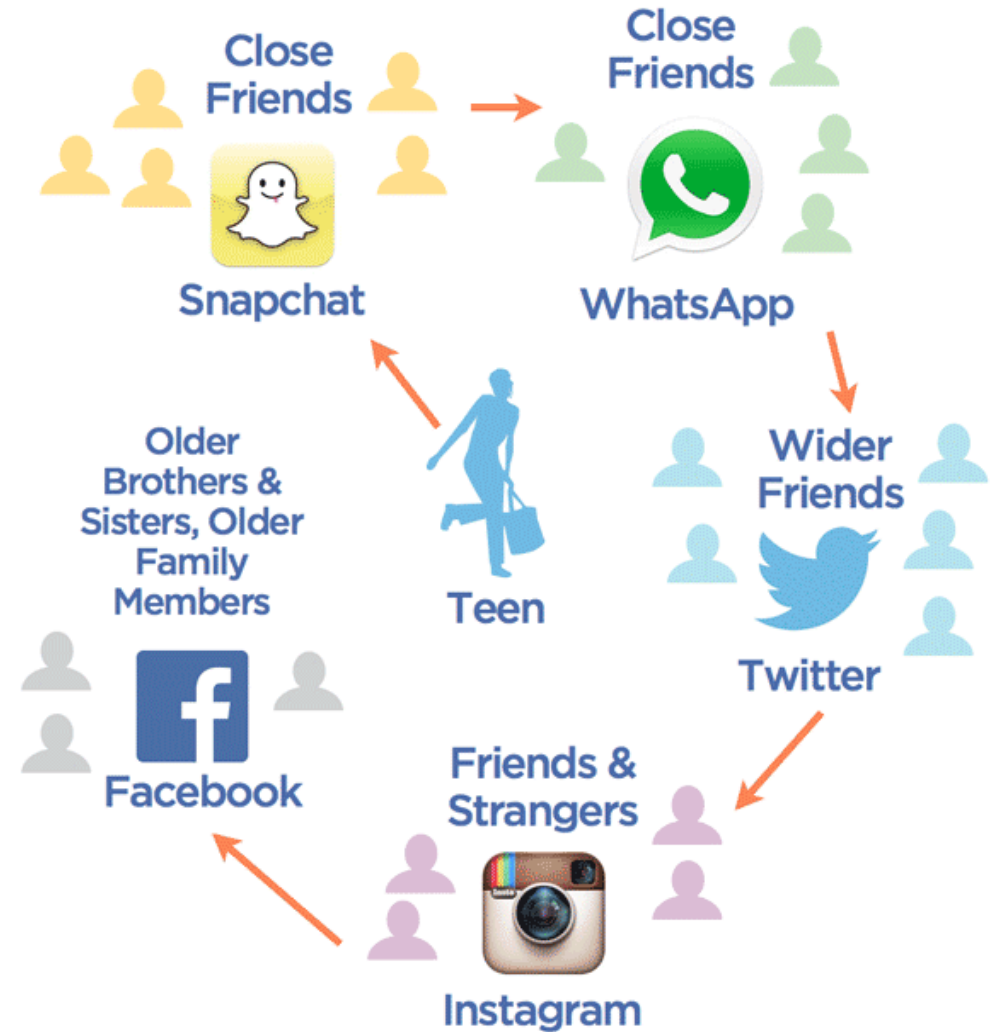 Close
Friends
Snapchat
Close
Friends
WhatsApp
Wider
Friends
Twitter
Teen
Friends &
Strangers
Instagram
Older
Brothers &
Sisters, Older
Family
Members
Facebook